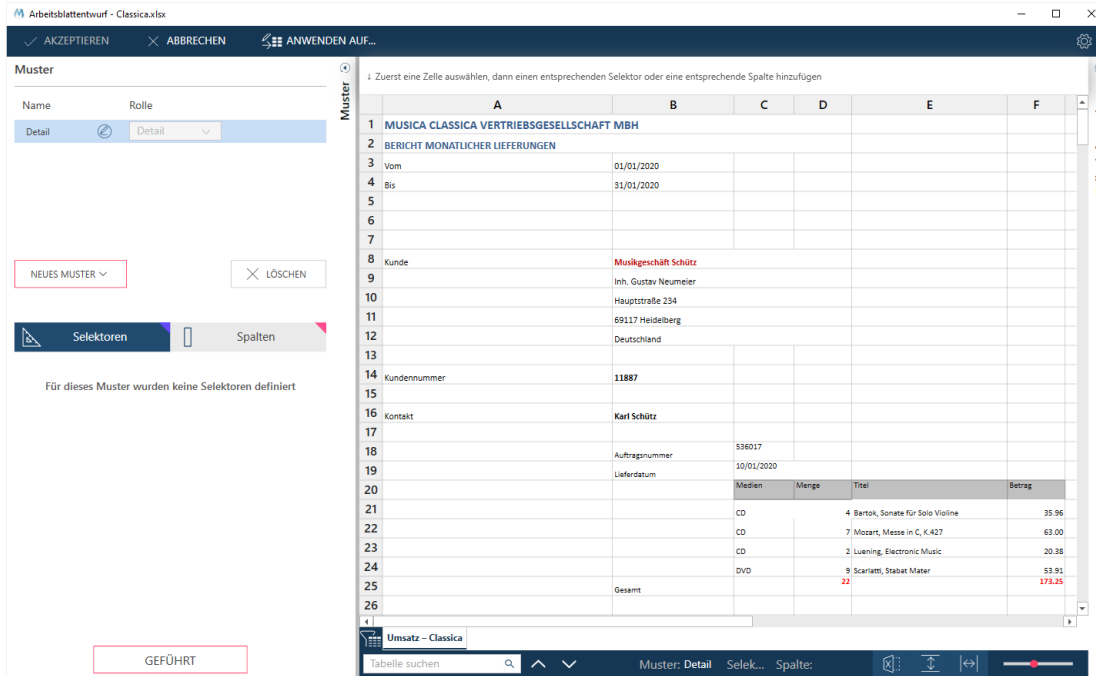 Arbeitsblattentwurf - Classica.xlsx
AKZEPTIEREN ABBRECHEN ANWENDEN AUF...
Muster
Name Rolle
Detail Detail
NEUES MUSTER LÖSCHEN
Selektoren Spalten
Für dieses Muster wurden keine Selektoren definiert
GEFÜHRT
Muster
↓ Zuerst eine Zelle auswählen, dann einen entsprechenden Selektor oder eine entsprechende Spalte hinzufügen
A B C D E F
1 MUSICA CLASSICA VERTRIEBSGESELLSCHAFT MBH
2 BERICHT MONATLICHER LIEFERUNGEN
3 Vom 01/01/2020
4 Bis 31/01/2020
5
6
7
8 Kunde Musikgeschäft Schütz
9 Inh. Gustav Neumeier
10 Hauptstraße 234
11 69117 Heidelberg
12 Deutschland
13
14 Kundennummer 11887
15
16 Kontakt Karl Schütz
17
18 Auftragsnummer 536017
19 Lieferdatum 10/01/2020
20 Medien Menge Titel Betrag
21 CD 4 Bartok, Sonate für Solo Violine 35.96
22 CD 7 Mozart, Messe in C, K.427 63.00
23 CD 2 Luening, Electronic Music 20.38
24 DVD 9 Scarlatti, Stabat Mater 53.91
25 Gesamt 22 173.25
26
Umsatz – Classica
Tabelle suchen Muster: Detail Selek... Spalte: